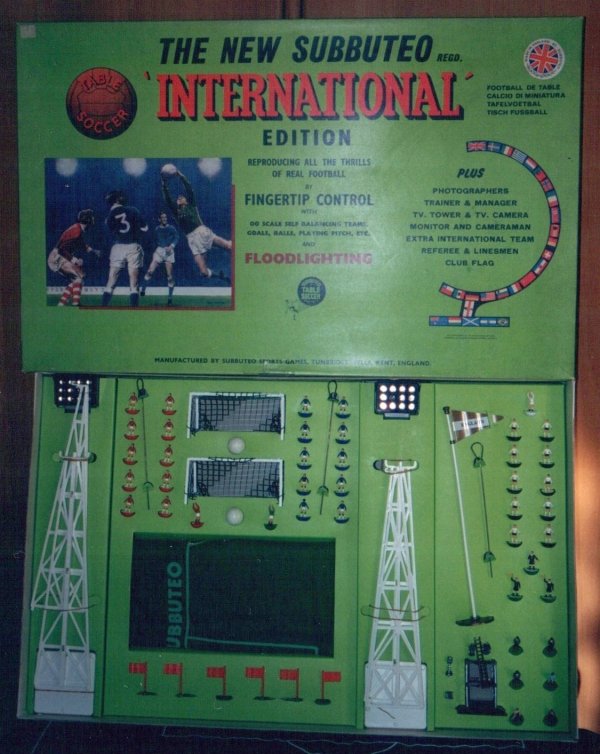 THE NEW SUBBUTEO REGD.
'INTERNATIONAL'
EDITION
TABLE
SOCCER
FOOTBALL DE TABLE
CALCIO DI MINIATURA
TAFELVOETBAL
TISCH FUSSBALL
REPRODUCING ALL THE THRILLS
OF REAL FOOTBALL
BY
FINGERTIP CONTROL
WITH
OO SCALE SELF BALANCING TEAMS,
GOALS, BALLS, PLAYING PITCH, ETC.
AND
FLOODLIGHTING
TABLE
SOCCER
3
PLUS
PHOTOGRAPHERS
TRAINER & MANAGER
TV. TOWER & TV. CAMERA
MONITOR AND CAMERAMAN
EXTRA INTERNATIONAL TEAM
REFEREE & LINESMEN
CLUB FLAG
MANUFACTURED BY SUBBUTEO SPORTS GAMES, TUNBRIDGE WELLS, KENT, ENGLAND.
UBBUTEO